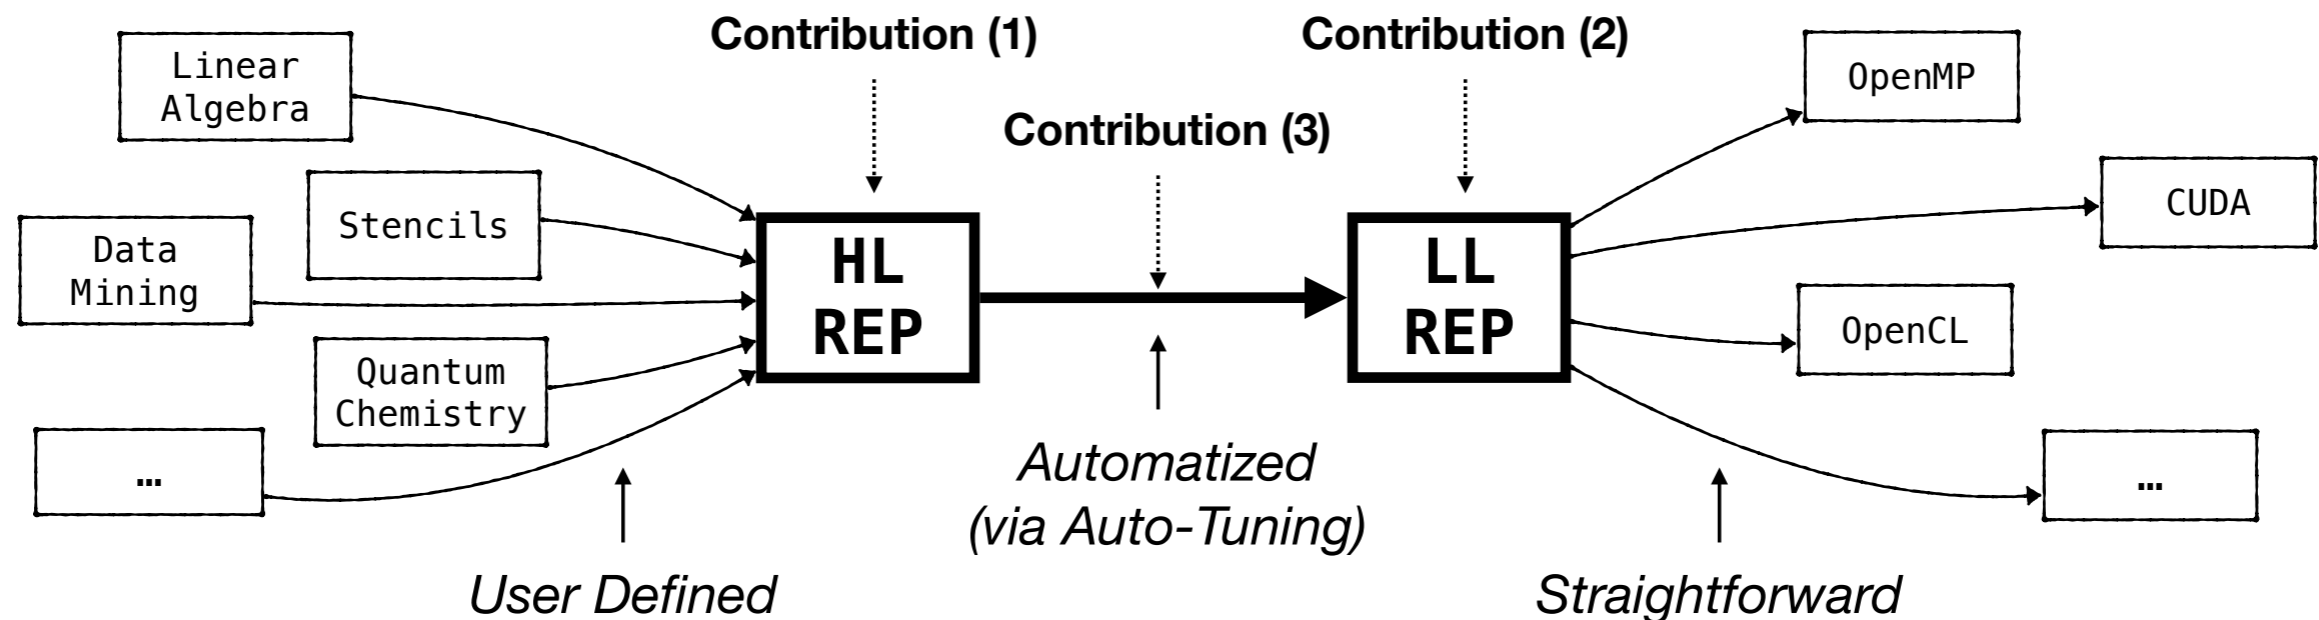 Contribution (1)
Contribution (2)
Contribution (3)
Linear
Algebra
Stencils
Data
Mining
Quantum
Chemistry
…
HL
REP
LL
REP
OpenMP
CUDA
OpenCL
…
User Defined
Automatized
(via Auto-Tuning)
Straightforward